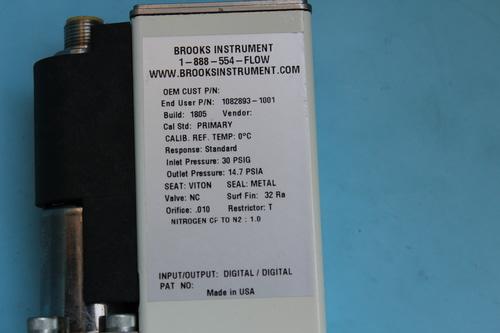 BROOKS INSTRUMENT
1-888-554-FLOW
WWW.BROOKSINSTRUMENT.COM
OEM CUST P/N:
End User P/N: 1082893-1001
Build: 1805 Vendor:
Cal Std: PRIMARY
CALIB. REF. TEMP: 0°C
Response: Standard
Inlet Pressure: 30 PSIG
Outlet Pressure: 14.7 PSIA
SEAT: VITON SEAL: METAL
Valve: NC Surf Fin: 32 Ra
Orifice: .010 Restrictor: T
NITROGEN CF TO N2 : 1.0
INPUT/OUTPUT: DIGITAL / DIGITAL
PAT NO:
Made in USA